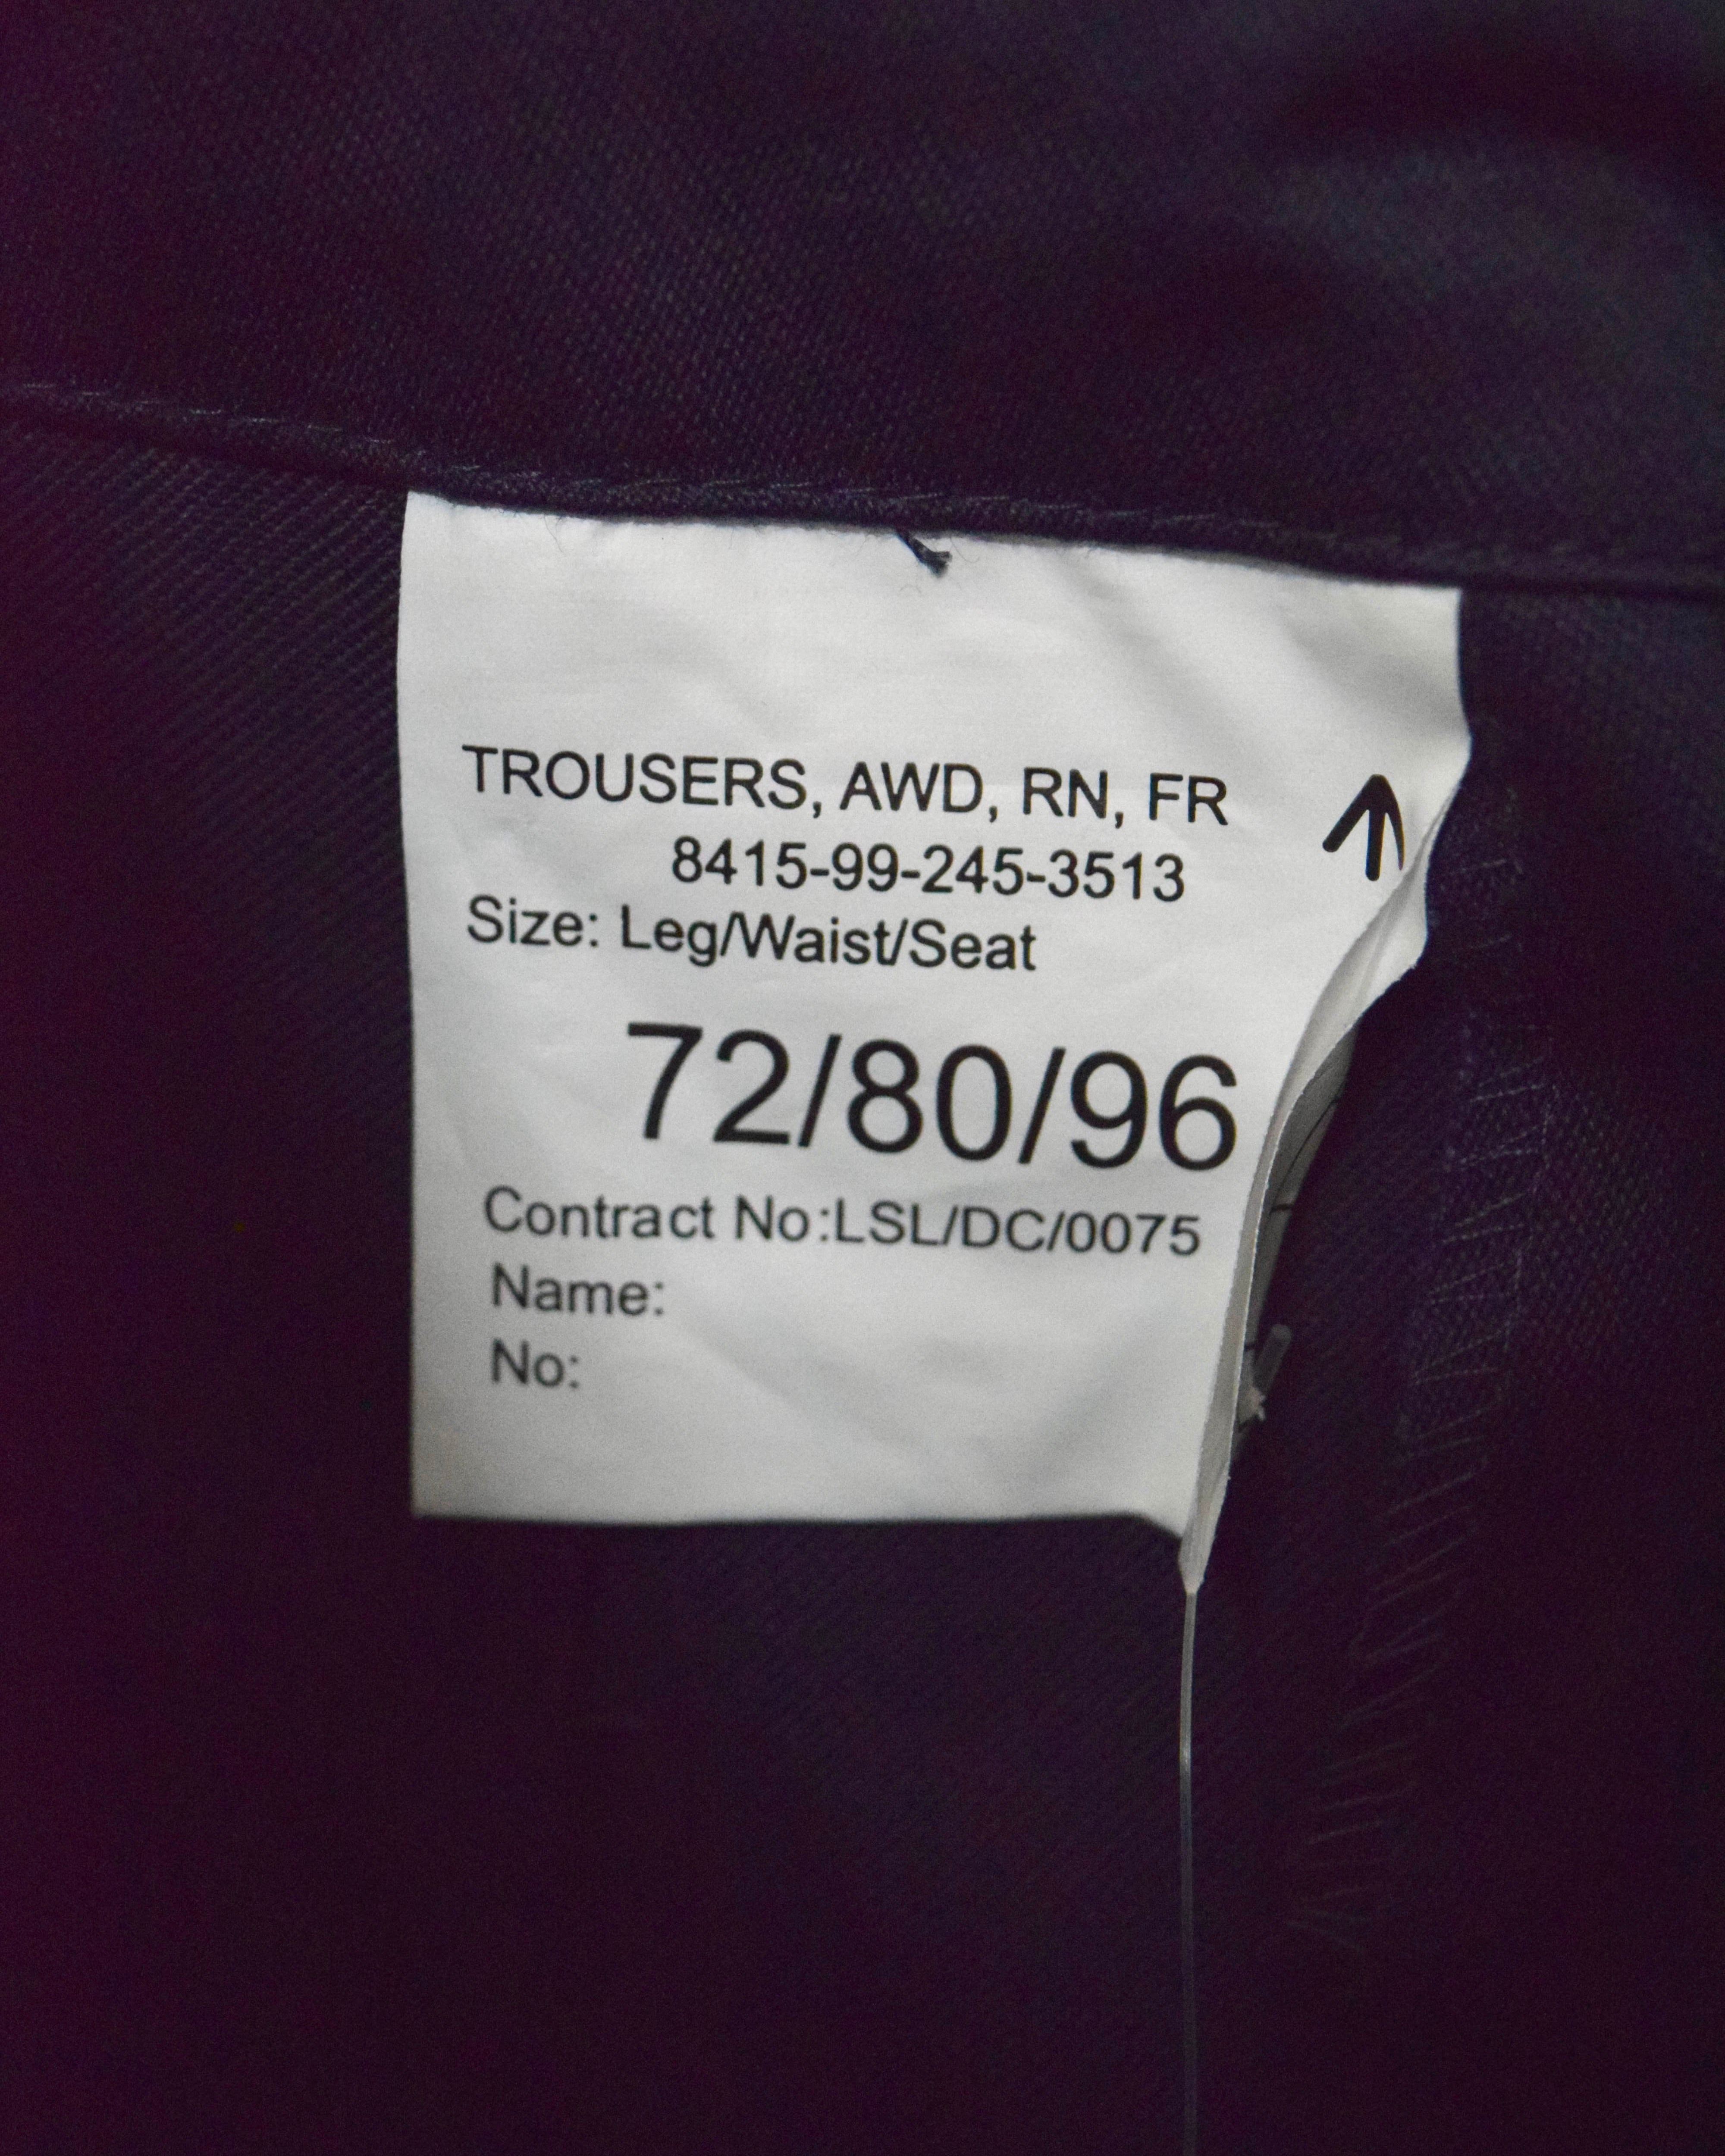 TROUSERS, AWD, RN, FR
8415-99-245-3513
Size: Leg/Waist/Seat
72/80/96
Contract No:LSL/DC/0075
Name:
No: